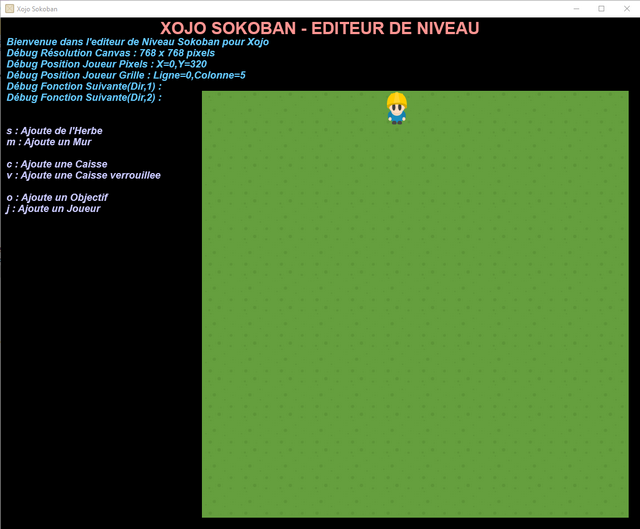 Xojo Sokoban
XOJO SOKOBAN - EDITEUR DE NIVEAU
Bienvenue dans l'editeur de Niveau Sokoban pour Xojo
Débug Résolution Canvas : 768 x 768 pixels
Débug Position Joueur Pixels : X=0,Y=320
Débug Position Joueur Grille : Ligne=0,Colonne=5
Débug Fonction Suivante(Dir,1) :
Débug Fonction Suivante(Dir,2) :
s : Ajoute de l'Herbe
m : Ajoute un Mur
c : Ajoute une Caisse
v : Ajoute une Caisse verrouillee
o : Ajoute un Objectif
j : Ajoute un Joueur